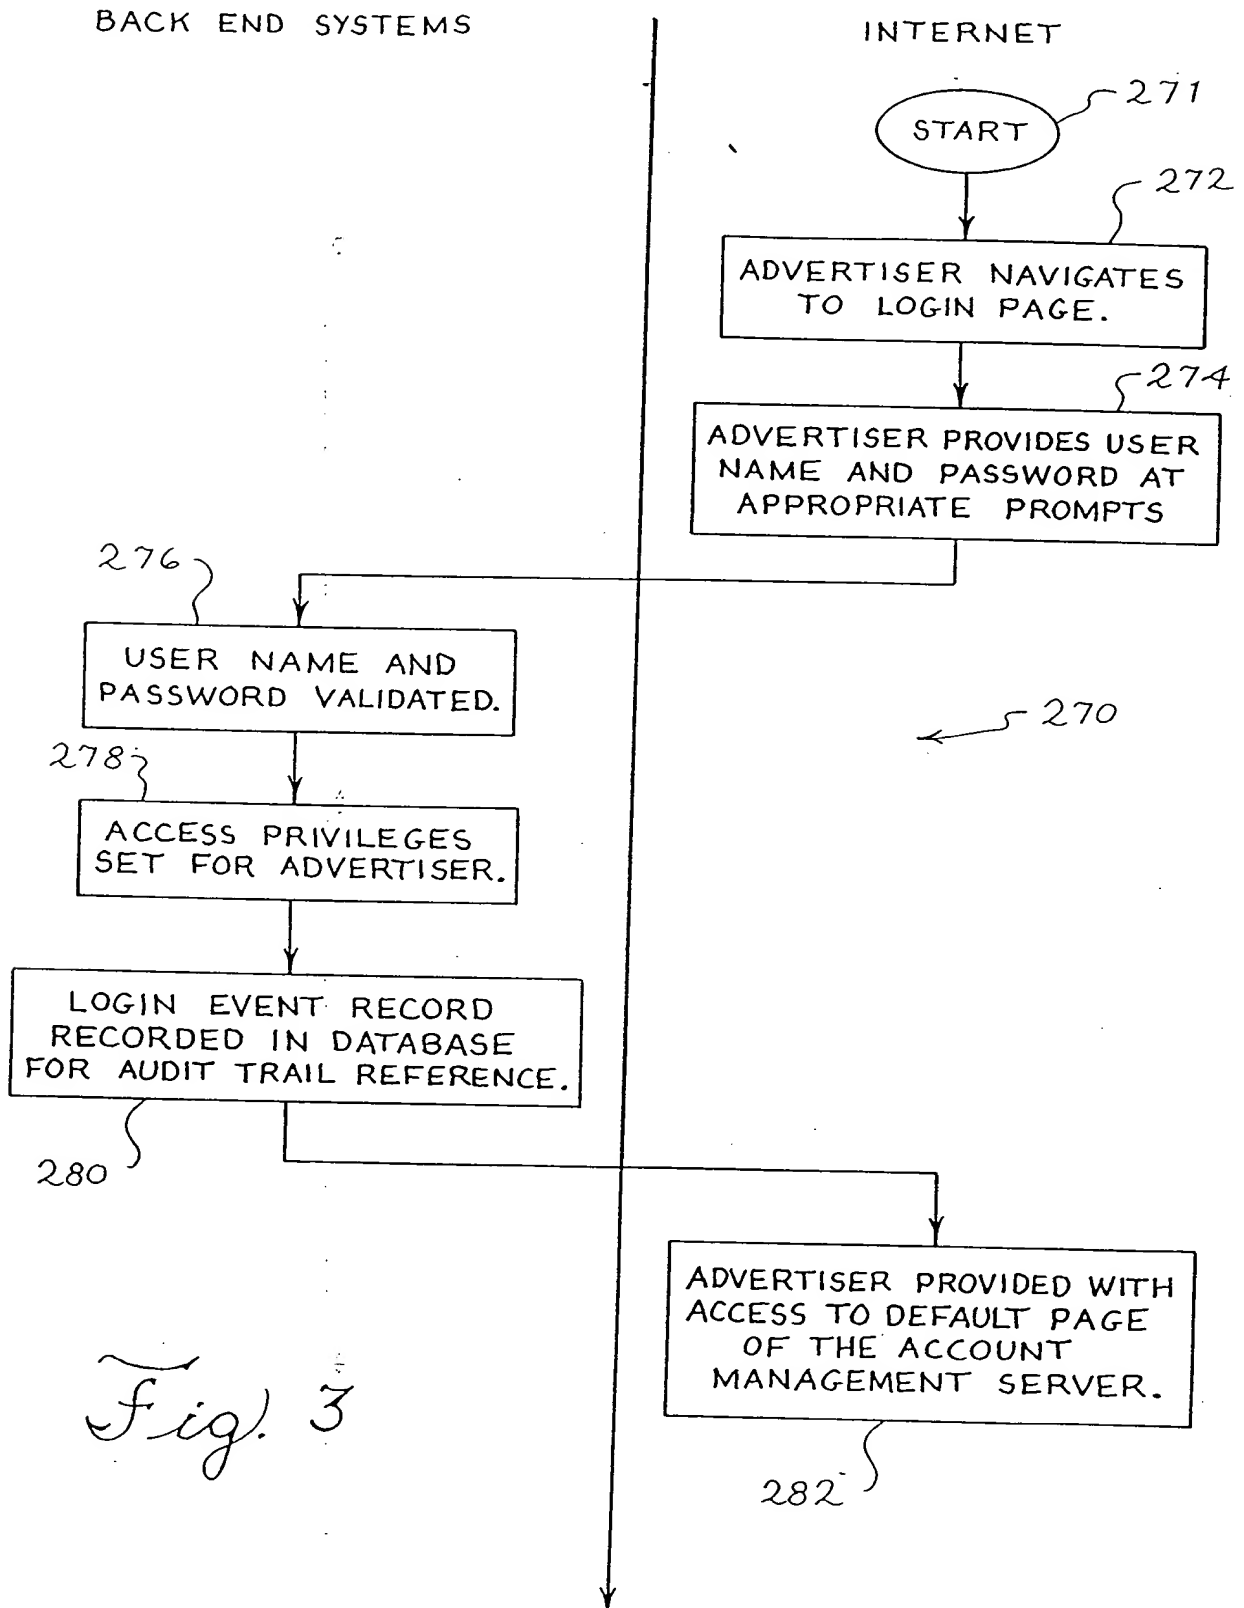 BACK END SYSTEMS
INTERNET
271
START
272
ADVERTISER NAVIGATES
TO LOGIN PAGE.
274
ADVERTISER PROVIDES USER
NAME AND PASSWORD AT
APPROPRIATE PROMPTS
276
USER NAME AND
PASSWORD VALIDATED.
270
278
ACCESS PRIVILEGES
SET FOR ADVERTISER.
LOGIN EVENT RECORD
RECORDED IN DATABASE
FOR AUDIT TRAIL REFERENCE.
280
ADVERTISER PROVIDED WITH
ACCESS TO DEFAULT PAGE
OF THE ACCOUNT
MANAGEMENT SERVER.
282
Fig. 3